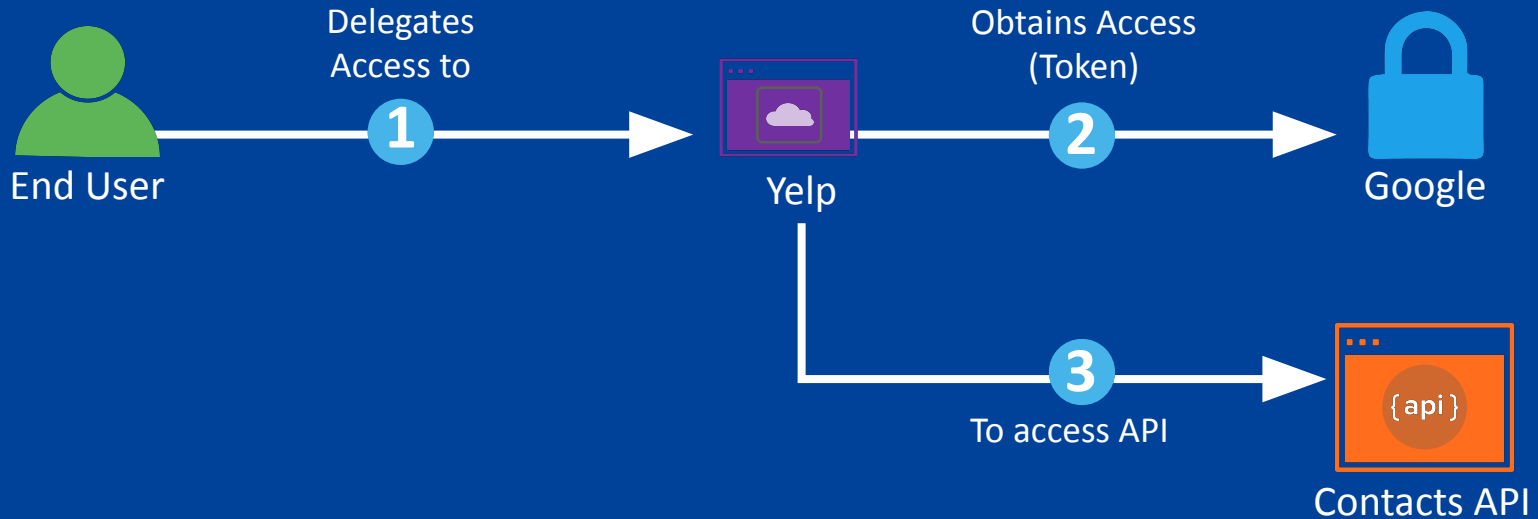 Delegates
Access to
1
End User
Yelp
Obtains Access
(Token)
2
Google
3
To access API
{api}
Contacts API